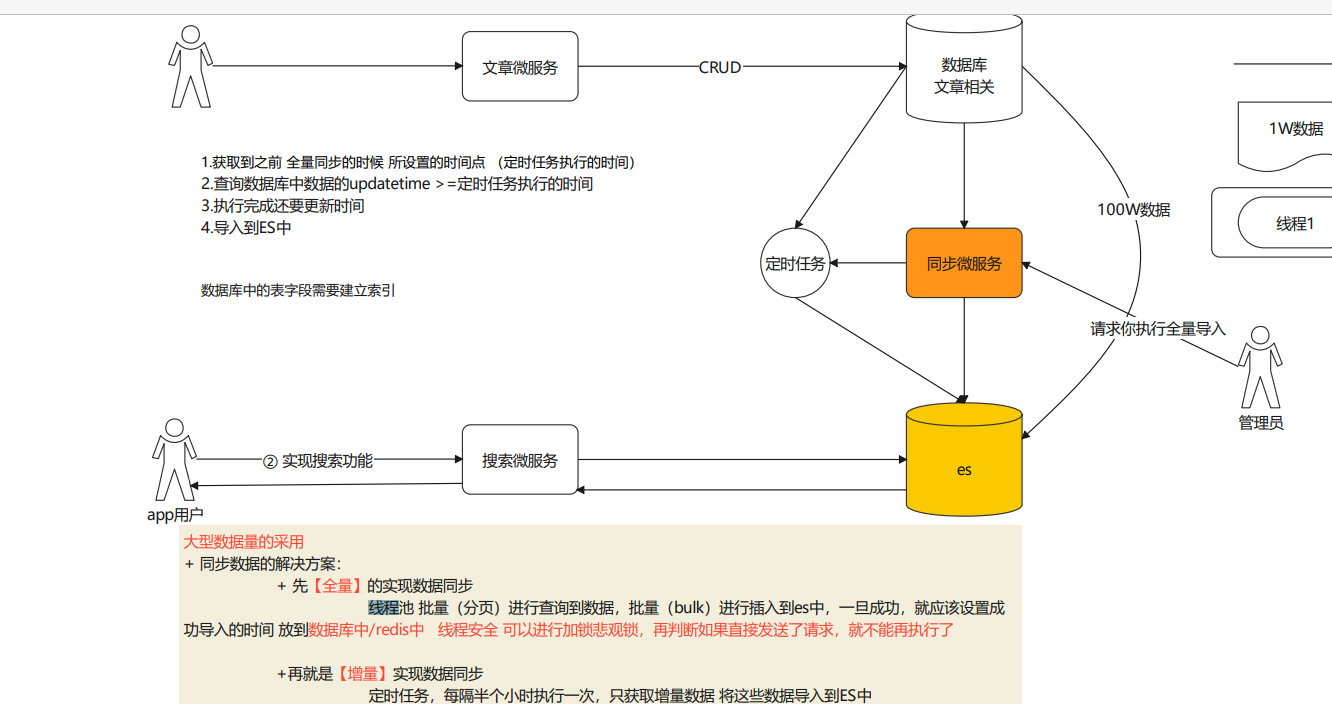 文章微服务
CRUD
数据库
文章相关
1W数据
1.获取到之前 全量同步的时候 所设置的时间点 （定时任务执行的时间）
2.查询数据库中数据的updatetime >=定时任务执行的时间
3.执行完成还要更新时间
4.导入到ES中
100W数据
线程1
定时任务
同步微服务
数据库中的表字段需要建立索引
请求你执行全量导入
管理员
② 实现搜索功能
搜索微服务
es
app用户
大型数据量的采用
+ 同步数据的解决方案：
+ 先【全量】的实现数据同步
线程池 批量（分页）进行查询到数据，批量（bulk）进行插入到es中，一旦成功，就应该设置成
功导入的时间 放到数据库中/redis中 线程安全 可以进行加锁悲观锁，再判断如果直接发送了请求，就不能再执行了
+再就是【增量】实现数据同步
定时任务，每隔半个小时执行一次，只获取增量数据 将这些数据导入到ES中